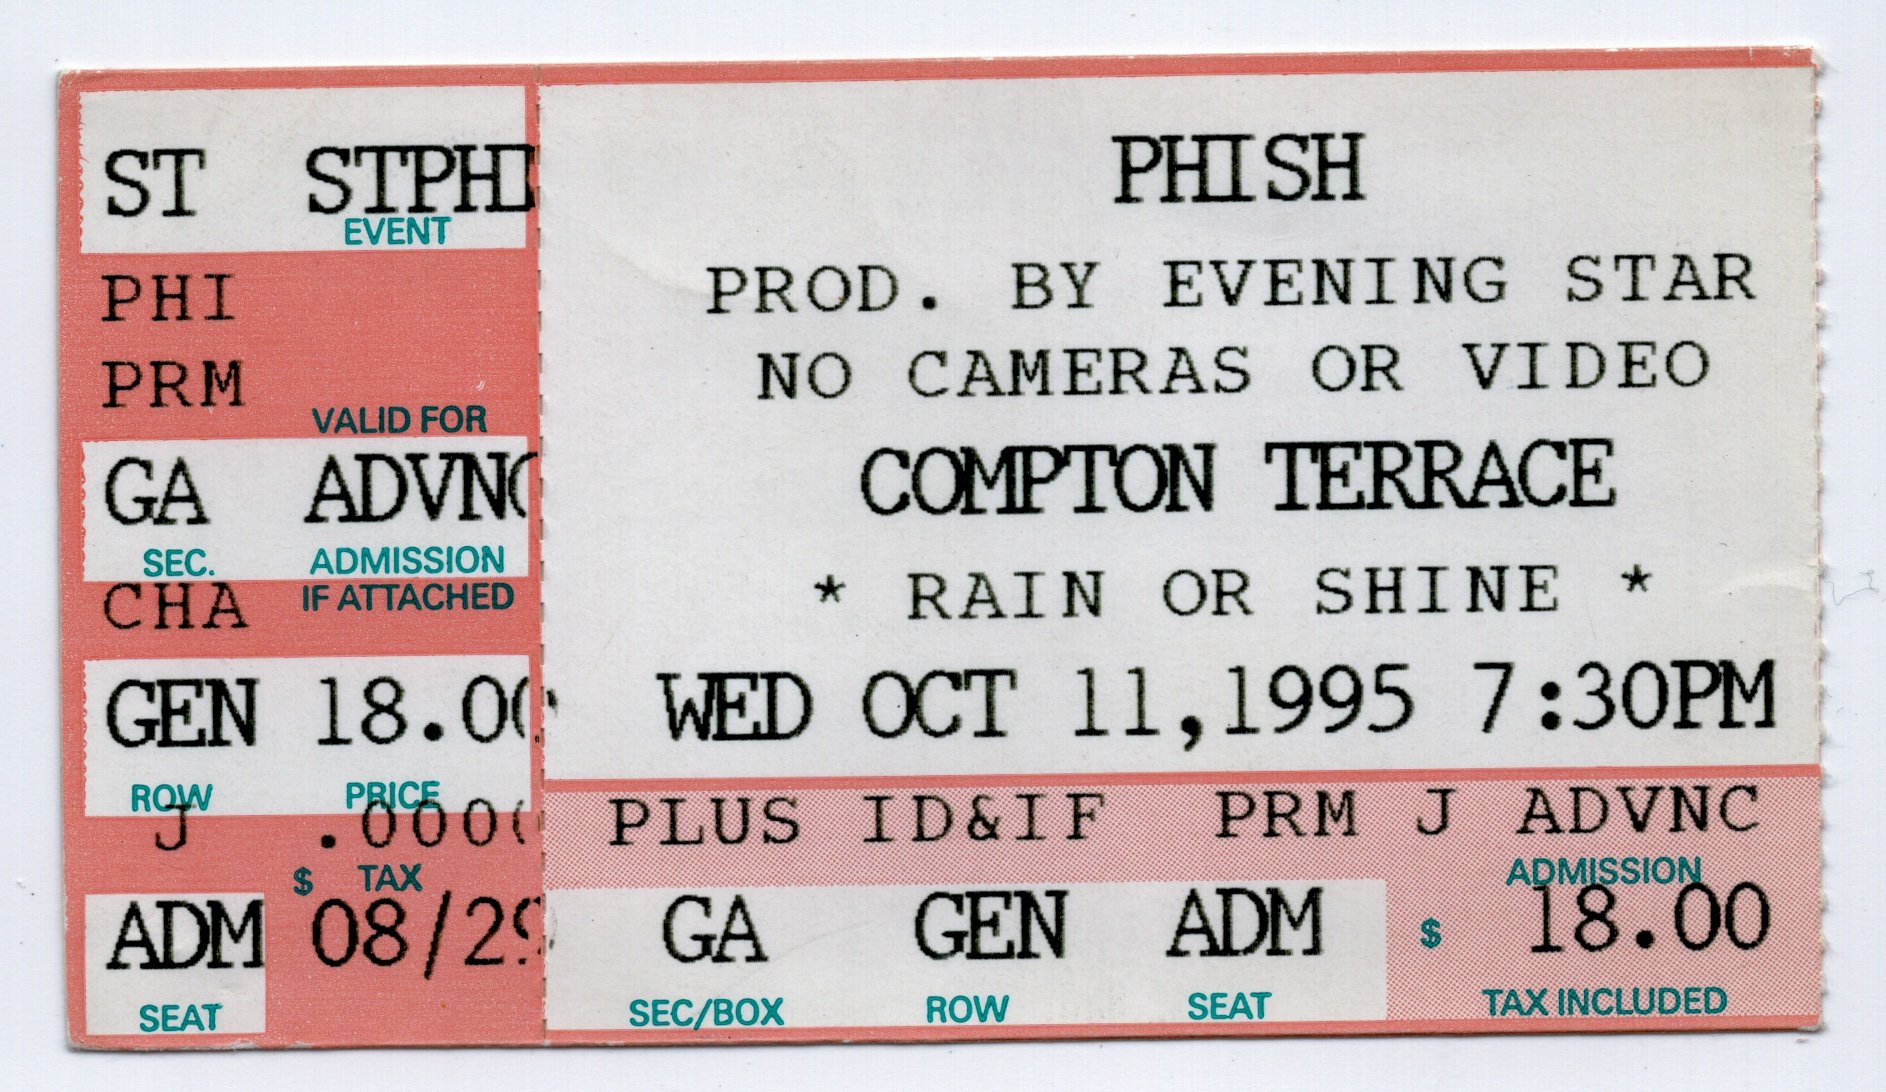 ST STPHI
EVENT
PHI
PRM
VALID FOR
GA ADVNC
SEC. ADMISSION
CHA IF ATTACHED
GEN 18.00
ROW PRICE
J .0000
$ TAX
ADM 08/29
SEAT
PHISH
PROD. BY EVENING STAR
NO CAMERAS OR VIDEO
COMPTON TERRACE
* RAIN OR SHINE *
WED OCT 11,1995 7:30PM
PLUS ID&IF PRM J ADVNC
ADMISSION
GA GEN ADM $ 18.00
SEC/BOX ROW SEAT TAX INCLUDED